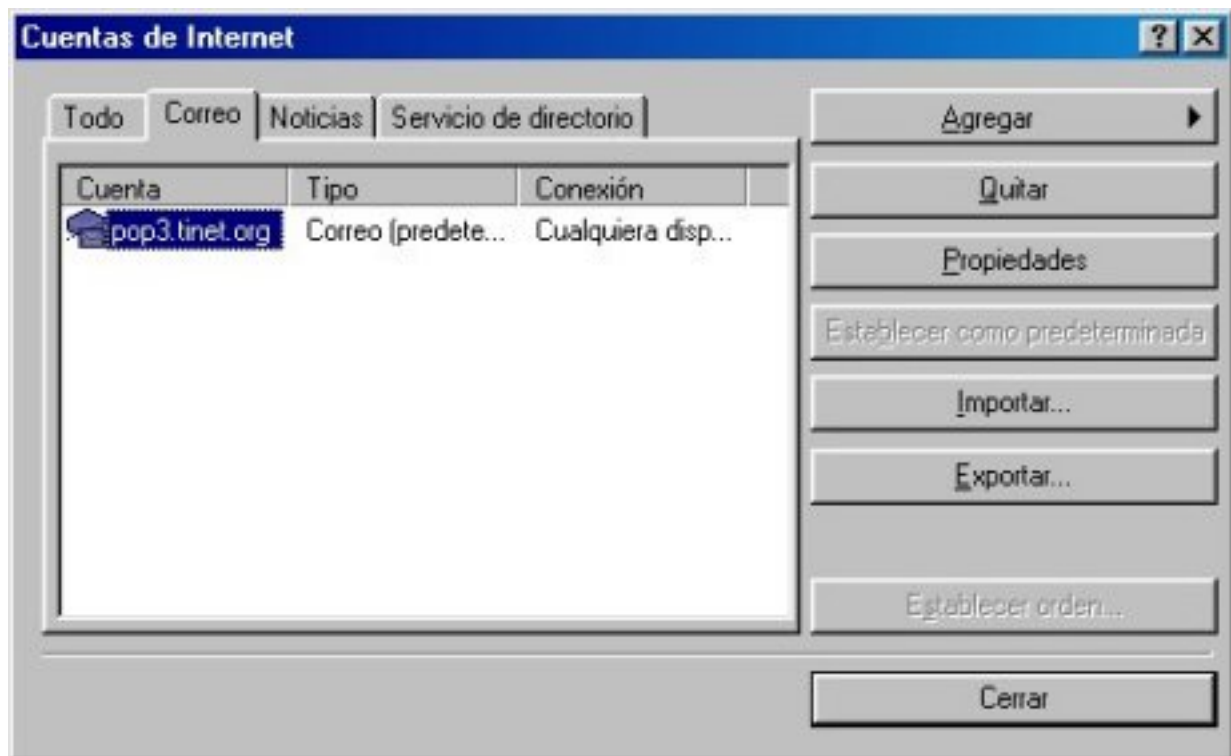 Cuentas de Internet
Todo Correo Noticias Servicio de directorio
Cuenta Tipo Conexión
pop3.tinet.org Correo (predete... Cualquiera disp...
Agregar
Quitar
Propiedades
Establecer como predeterminada
Importar...
Exportar...
Establecer orden...
Cerrar